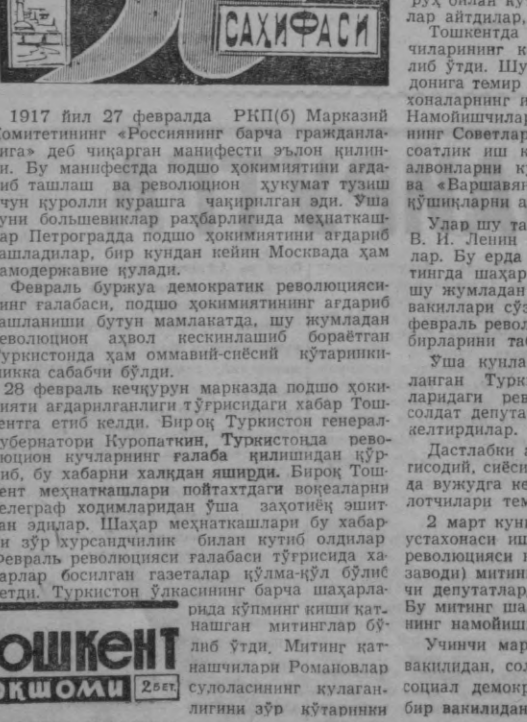 САҲИФАСИ
1917 йил 27 февралда РКП(б) Марказий
Комитетининг «Россиянинг барча граждинла-
рига» деб чиқарган манифести эълон қилин-
ди. Бу манифестда подшо ҳокимиятини ағда-
риб ташлаш ва революцион ҳукумат тузиш
учун қуролли курашга чақирилган эди. Уша
куни большевиклар раҳбарлигида меҳнаткаш-
лар Петроградда подшо ҳокимиятини ағдариб
ташладилар, бир кундан кейин Москвада ҳам
самодержавие қулади.
Февраль буржуа демократик революцияси-
нинг ғалабаси, подшо ҳокимиятининг ағдариб
ташланиши бутун мамлакатда, шу жумладан
революцион аҳвол кескинлашиб бораётган
Туркистонда ҳам оммавий-сиёсий кўтаринки-
ликка сабабчи бўлди.
28 февраль кечқурун марказда подшо ҳоки-
мияти ағдарилганлиги тўғрисидаги хабар Тош-
кентга етиб келди. Бироқ Туркистон генерал-
губернатори Куропаткин, Туркистонда рево-
люцион кучларнинг ғалаба қилишидан қўр-
қиб, бу хабарни халқдан яширди. Бироқ Тош-
кент меҳнаткашлари пойтахтдаги воқеаларни
телеграф ходимларидан ўша заҳотиёқ эшит-
ган эдилар. Шаҳар меҳнаткашлари бу хабар-
ни зўр хурсандчилик билан кутиб олдилар
Февраль революцияси ғалабаси тўғрисида ха-
барлар босилган газеталар қўлма-қўл бўлиб
кетди. Туркистон ўлкасининг барча шаҳарла-
рида кўпминг киши қат-
нашган митинглар бў-
либ ўтди. Митинг қат-
нашчилари Романовлар
сулоласининг қулаган-
лигини зўр кўтаринки
ТОШКЕНТ
ОҚШОМИ 2 БЕТ.
руҳ билан
лар айтдилар,
Тошкентда
чиларининг
либ ўтди. Шу
донига темир
хоналарнинг
Намойишчилар
нинг Советлар
соатлик иш
алвонларни
ва «Варшавян
қўшиқларни
Улар шу
В. И. Ленин
лар. Бу ерда
тингда шаҳар
шу жумладан
вакиллари
февраль
бирларини
Уша кунла
ланган Турк
ларидаги рев
солдат депута
келтирдилар.
Дастлабки
тисодий, сиёси
да вужудга
лотчилари
2 март кун
устахонаси иш
революцияси
заводи) митин
чи депутатлар
Бу митинг
нинг намойиш
Учинчи мар
вакилидан, сол
социал демокр
бир вакилидан